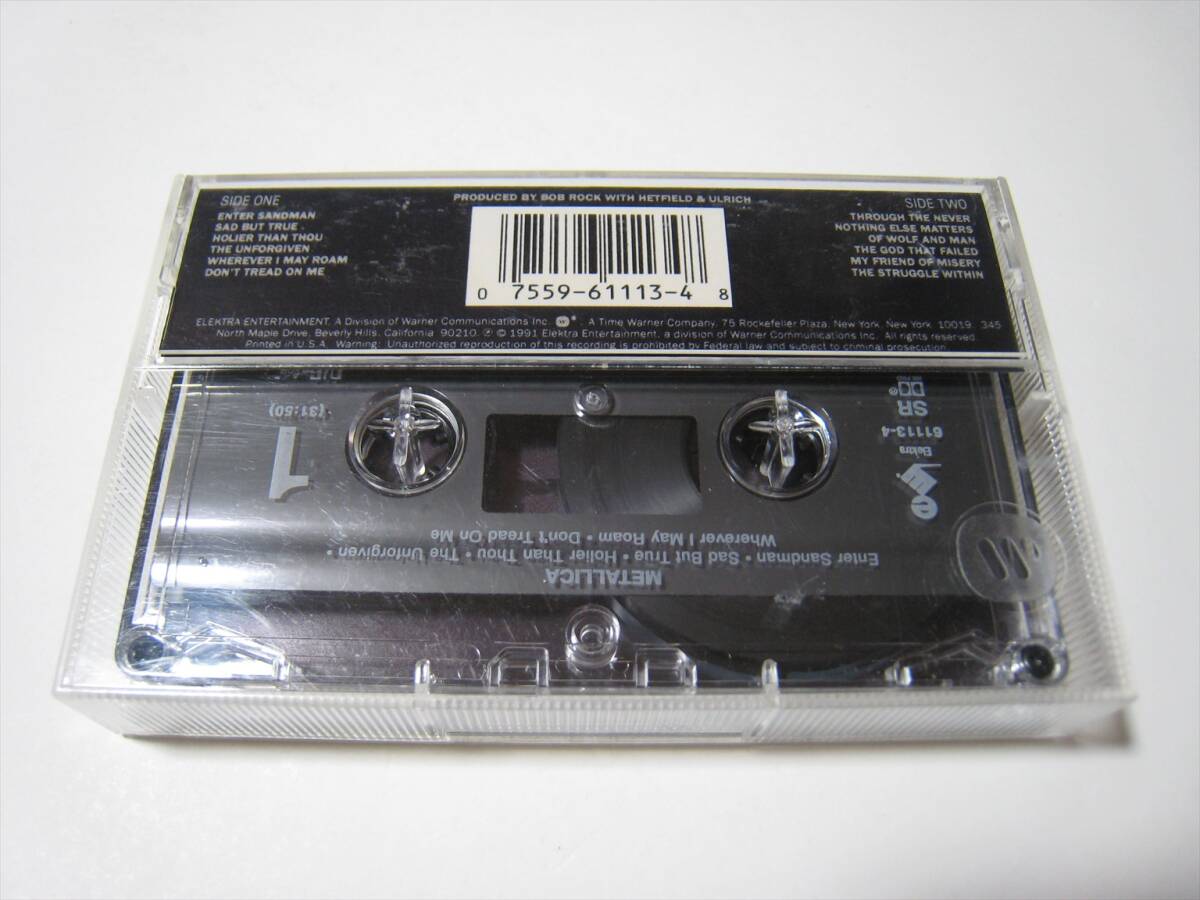 SIDE ONE
ENTER SANDMAN
SAD BUT TRUE
HOLIER THAN THOU
THE UNFORGIVEN
WHEREVER I MAY ROAM
DON'T TREAD ON ME
PRODUCED BY BOB ROCK WITH HETFIELD & ULRICH
0 7559-61113-4 8
SIDE TWO
THROUGH THE NEVER
NOTHING ELSE MATTERS
OF WOLF AND MAN
THE GOD THAT FAILED
MY FRIEND OF MISERY
THE STRUGGLE WITHIN
ELEKTRA ENTERTAINMENT. A Division of Warner Communications Inc. A Time Warner Company, 75 Rockefeller Plaza, New York, New York, 10019. 345
North Maple Drive, Beverly Hills, California 90210. ℗ © 1991 Elektra Entertainment, a division of Warner Communications Inc. All rights reserved.
Printed in U.S.A. Warning: Unauthorized reproduction of this recording is prohibited by Federal law and subject to criminal prosecution.
METALLICA
Enter Sandman • Sad But True • Holier Than Thou • The Unforgiven •
Wherever I May Roam • Don't Tread On Me
e
Elektra
61113-4
SR
1
(31:50)